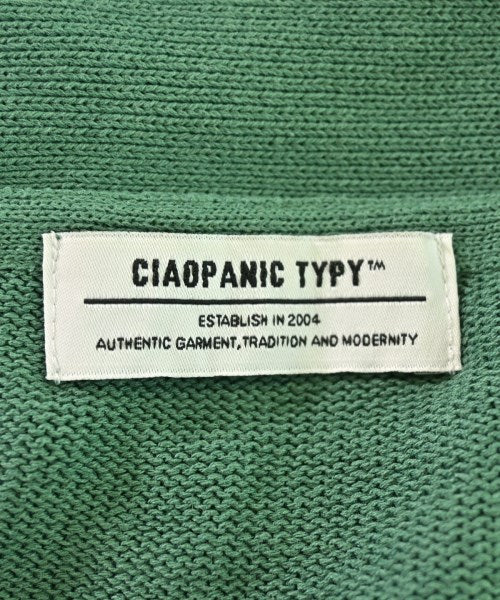 CIAOPANIC TYPY™
ESTABLISH IN 2004
AUTHENTIC GARMENT, TRADITION AND MODERNITY